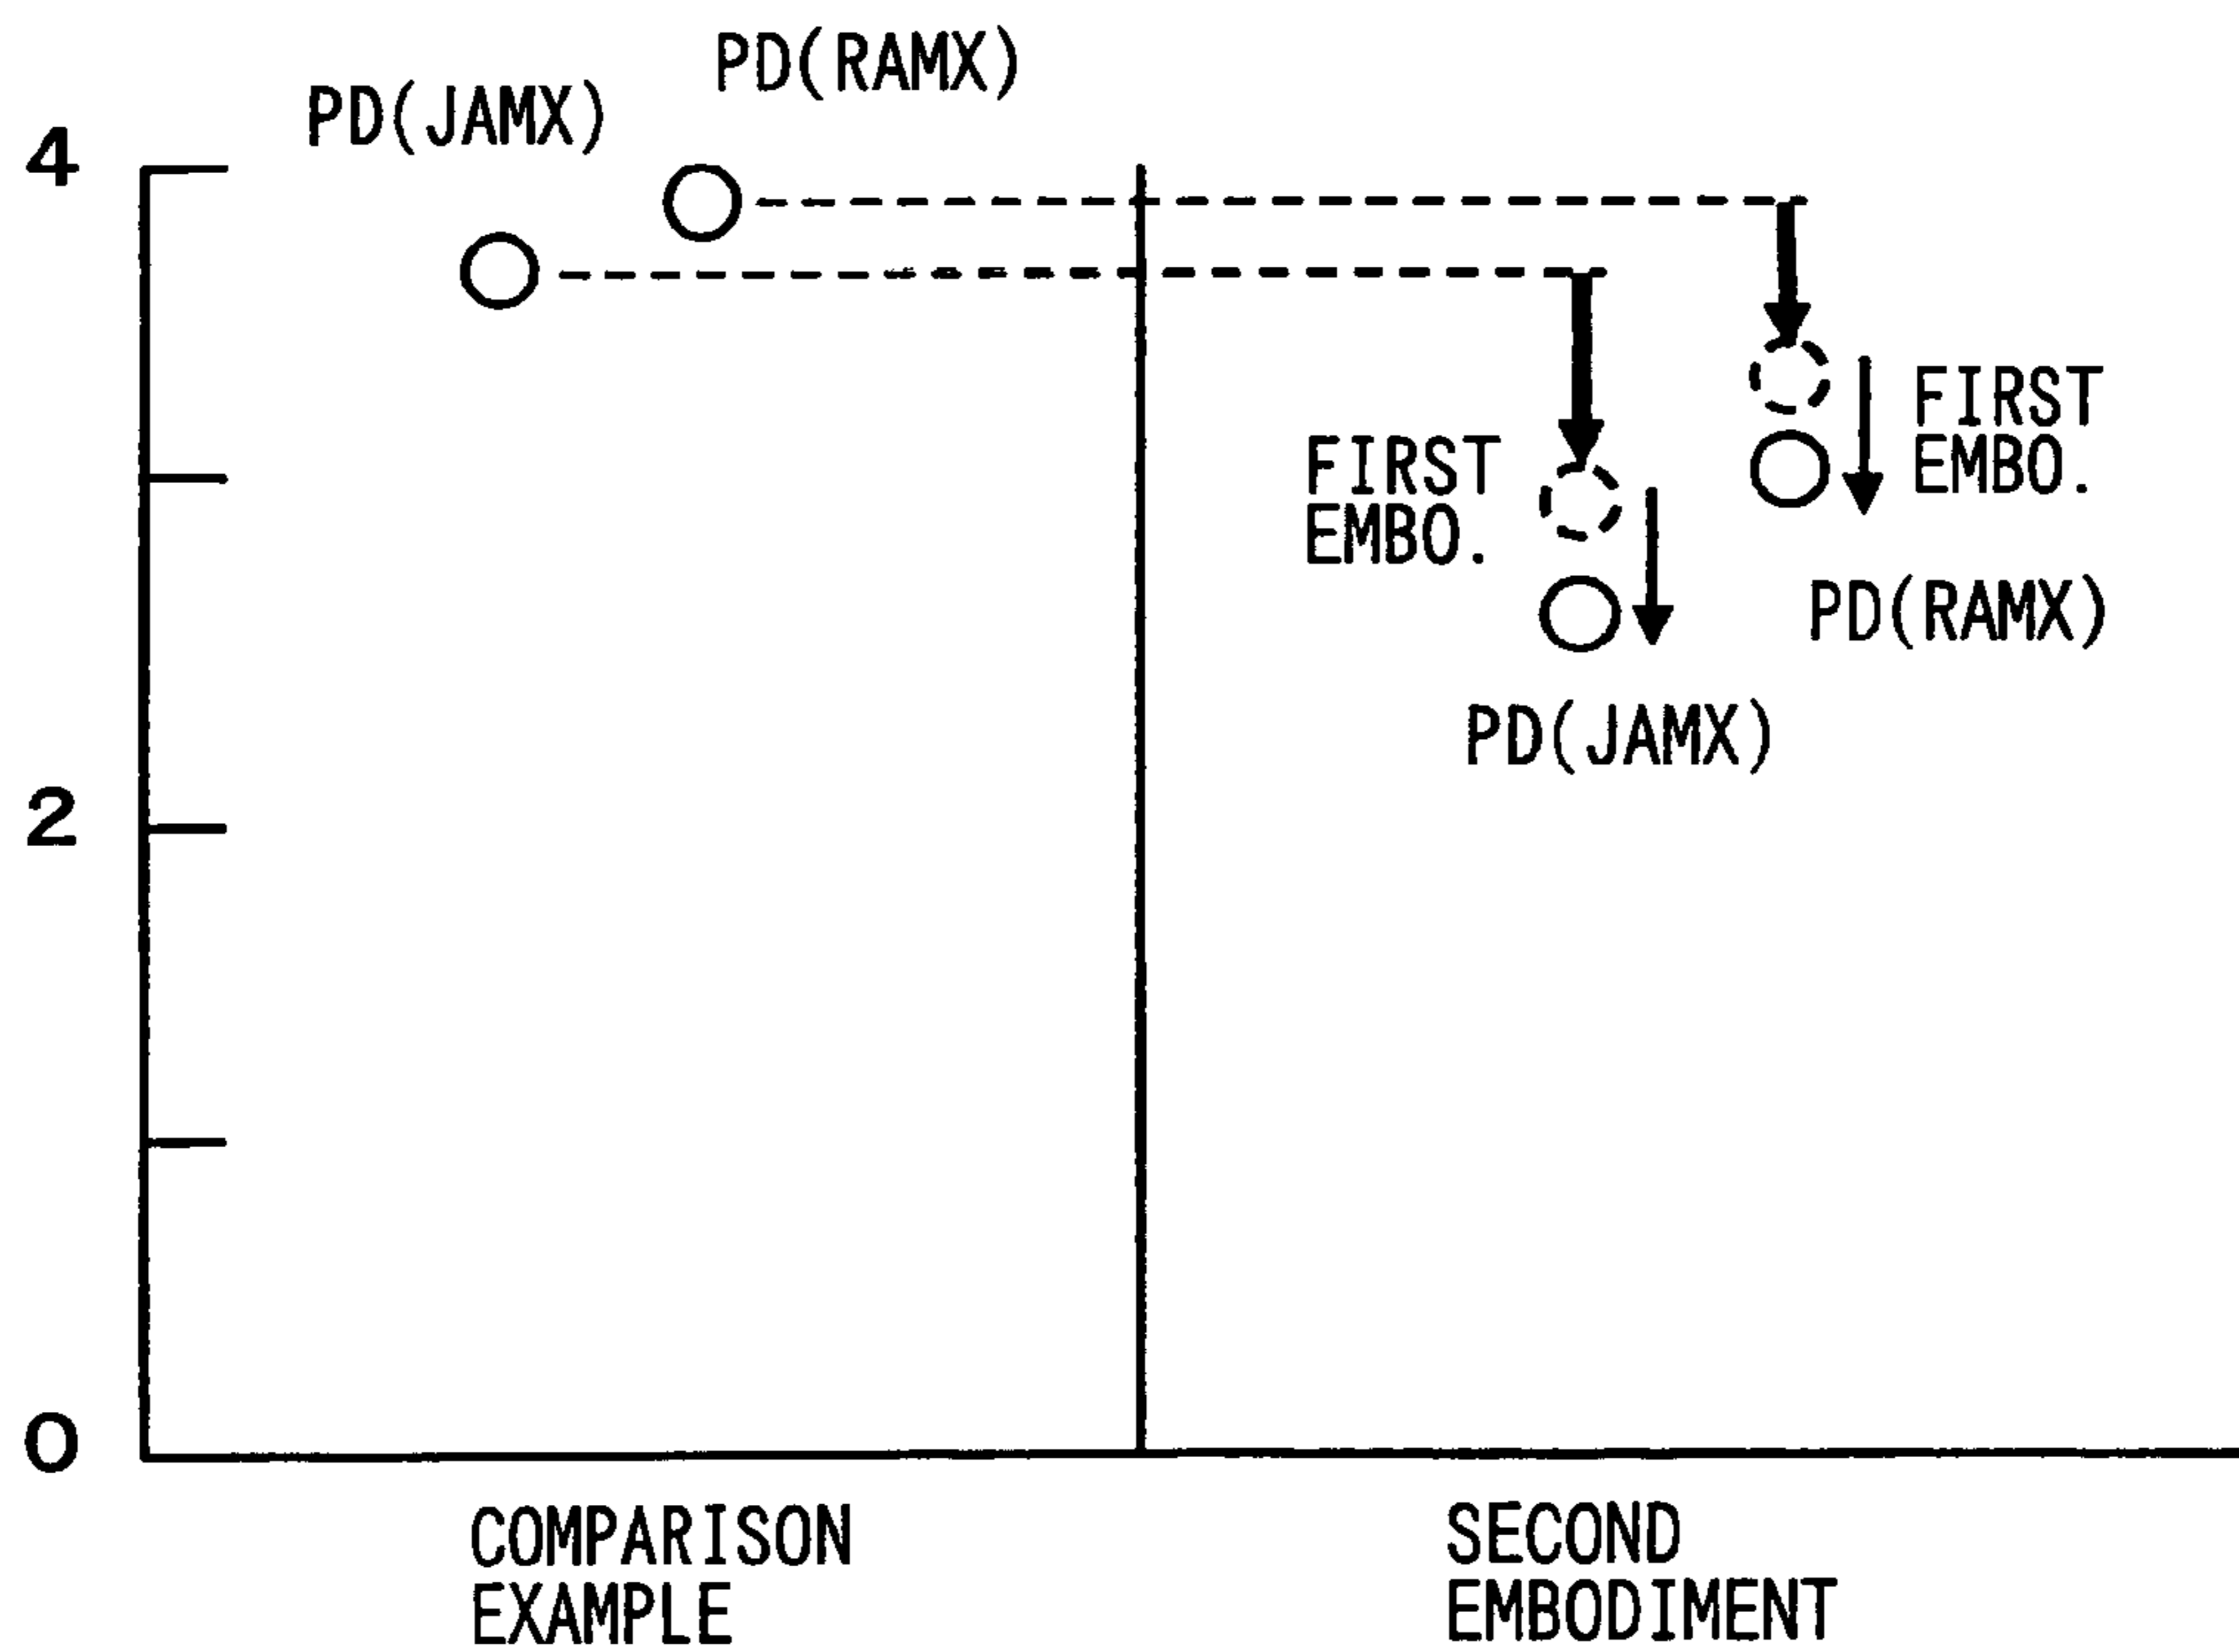 PD(RAMX)
PD(JAMX)
4
FIRST
EMBO.
FIRST
EMBO.
PD(RAMX)
PD(JAMX)
2
0
COMPARISON
EXAMPLE
SECOND
EMBODIMENT